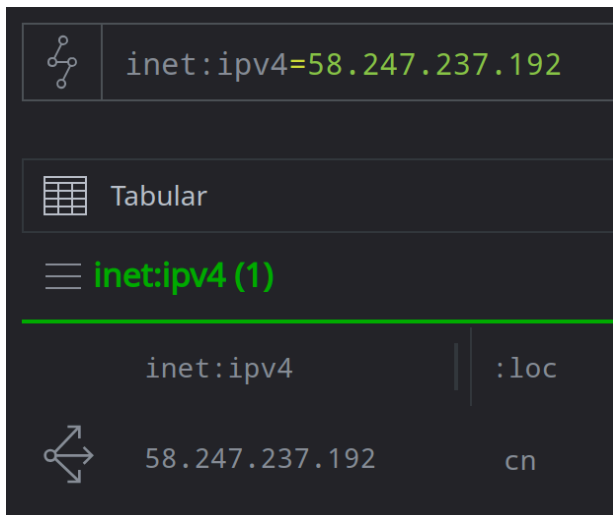 inet:ipv4=58.247.237.192
Tabular
inet:ipv4 (1)
inet:ipv4 :loc
58.247.237.192 cn